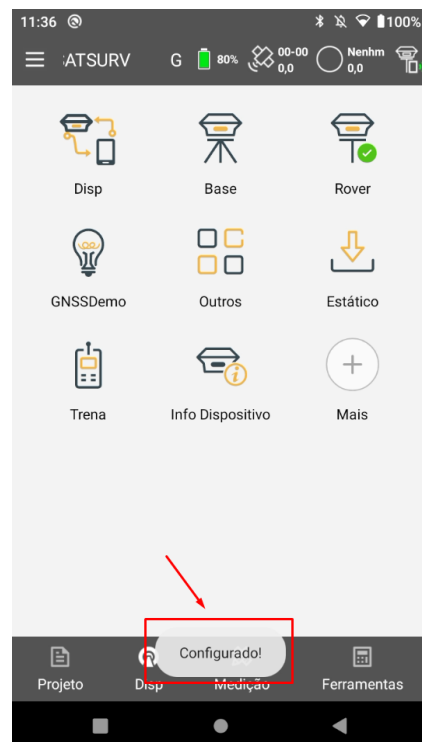 11:36
100%
:ATSURV G 80% 00-00 0,0 Nenhm 0,0
Disp Base Rover
GNSSDemo Outros Estático
Trena Info Dispositivo Mais
Configurado!
Projeto Disp Medição Ferramentas